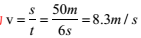 v = s/t = 50m/6s = 8.3m / s